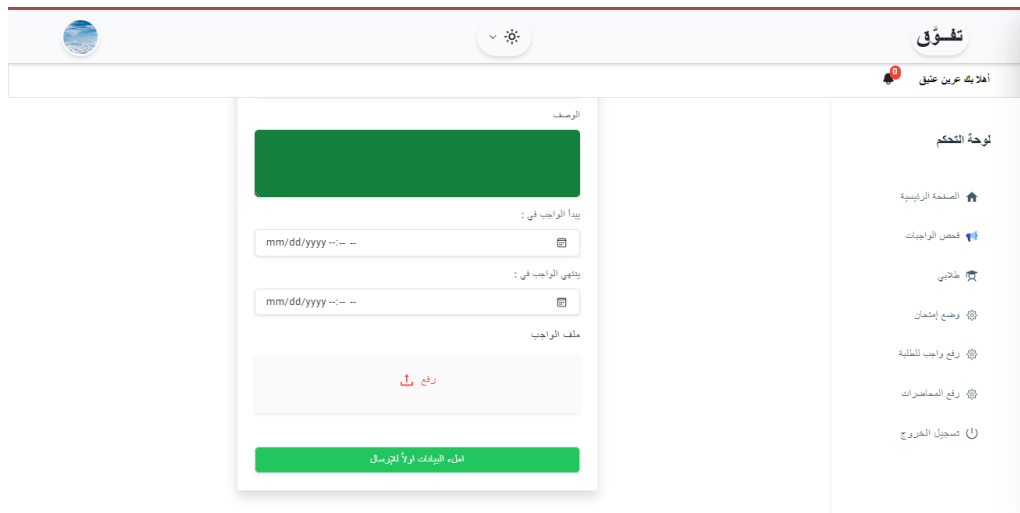 تفــوَّق
أهلا بك عرين عتيق
0
لوحة التحكم
الصفحة الرئيسية
فحص الواجبات
طلابي
وضع إمتحان
رفع واجب للطلبة
رفع المحاضرات
تسجيل الخروج
الوصف
يبدأ الواجب في :
mm/dd/yyyy --:-- --
ينتهي الواجب في :
mm/dd/yyyy --:-- --
ملف الواجب
رفع
املء البيانات اولاً للإرسال